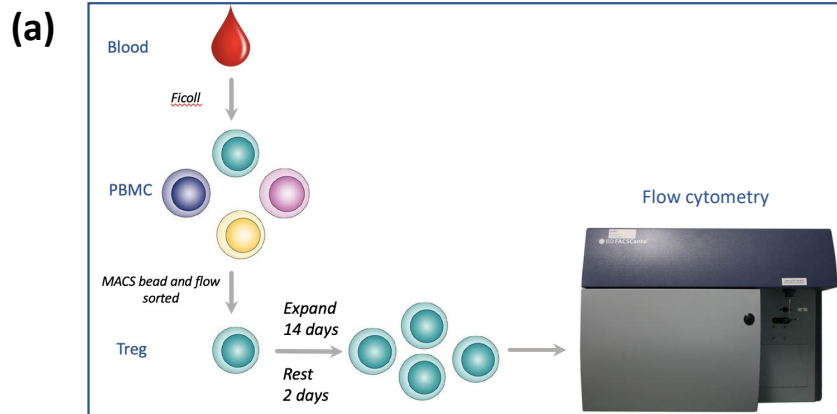 (a)
Blood
Ficoll
PBMC
Flow cytometry
BD FACSCanto
MACS bead and flow
sorted
Expand
14 days
Treg
Rest
2 days